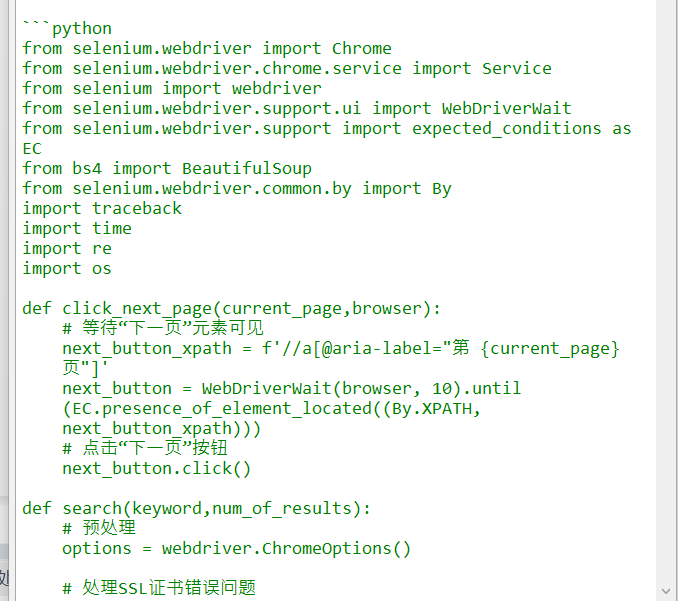 ```python
from selenium.webdriver import Chrome
from selenium.webdriver.chrome.service import Service
from selenium import webdriver
from selenium.webdriver.support.ui import WebDriverWait
from selenium.webdriver.support import expected_conditions as
EC
from bs4 import BeautifulSoup
from selenium.webdriver.common.by import By
import traceback
import time
import re
import os

def click_next_page(current_page,browser):
    # 等待“下一页”元素可见
    next_button_xpath = f'//a[@aria-label="第 {current_page}
    页"]'
    next_button = WebDriverWait(browser, 10).until
    (EC.presence_of_element_located((By.XPATH,
    next_button_xpath)))
    # 点击“下一页”按钮
    next_button.click()

def search(keyword,num_of_results):
    # 预处理
    options = webdriver.ChromeOptions()

    # 处理SSL证书错误问题